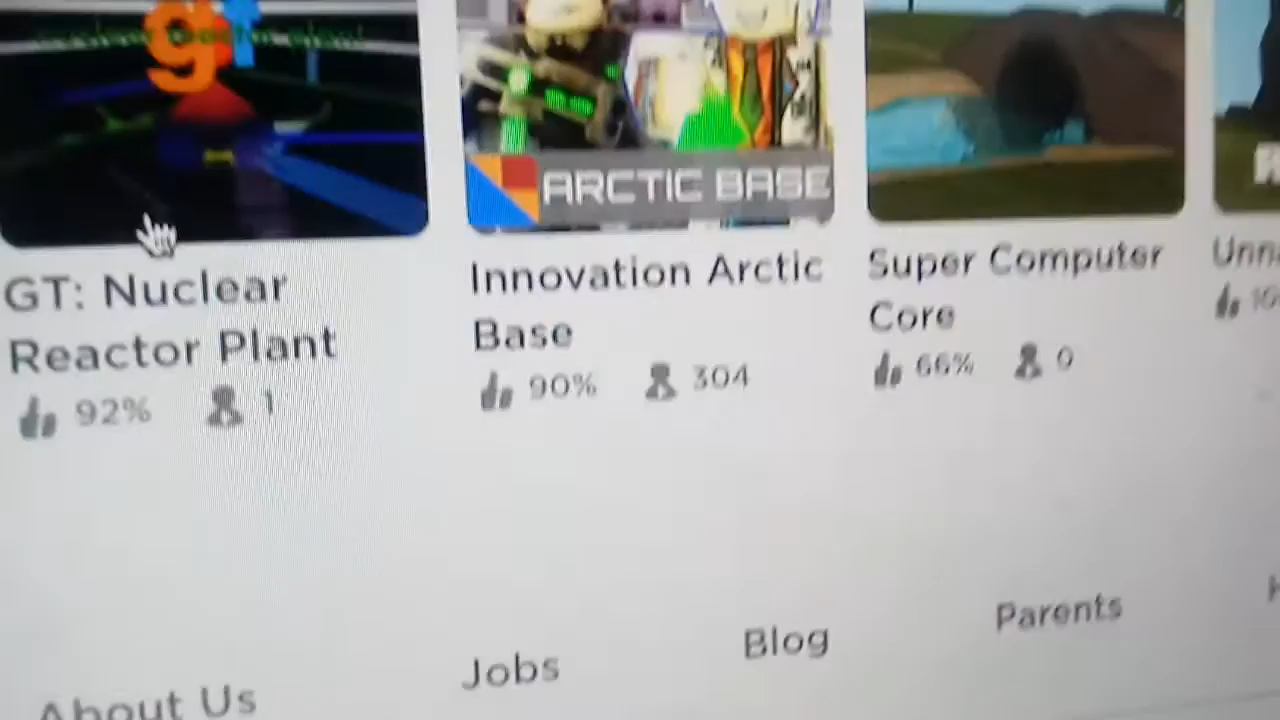 gt
ARCTIC BASE
GT: Nuclear
Reactor Plant
92% 1
Innovation Arctic
Base
90% 304
Super Computer
Core
66% 0
About Us
Jobs
Blog
Parents